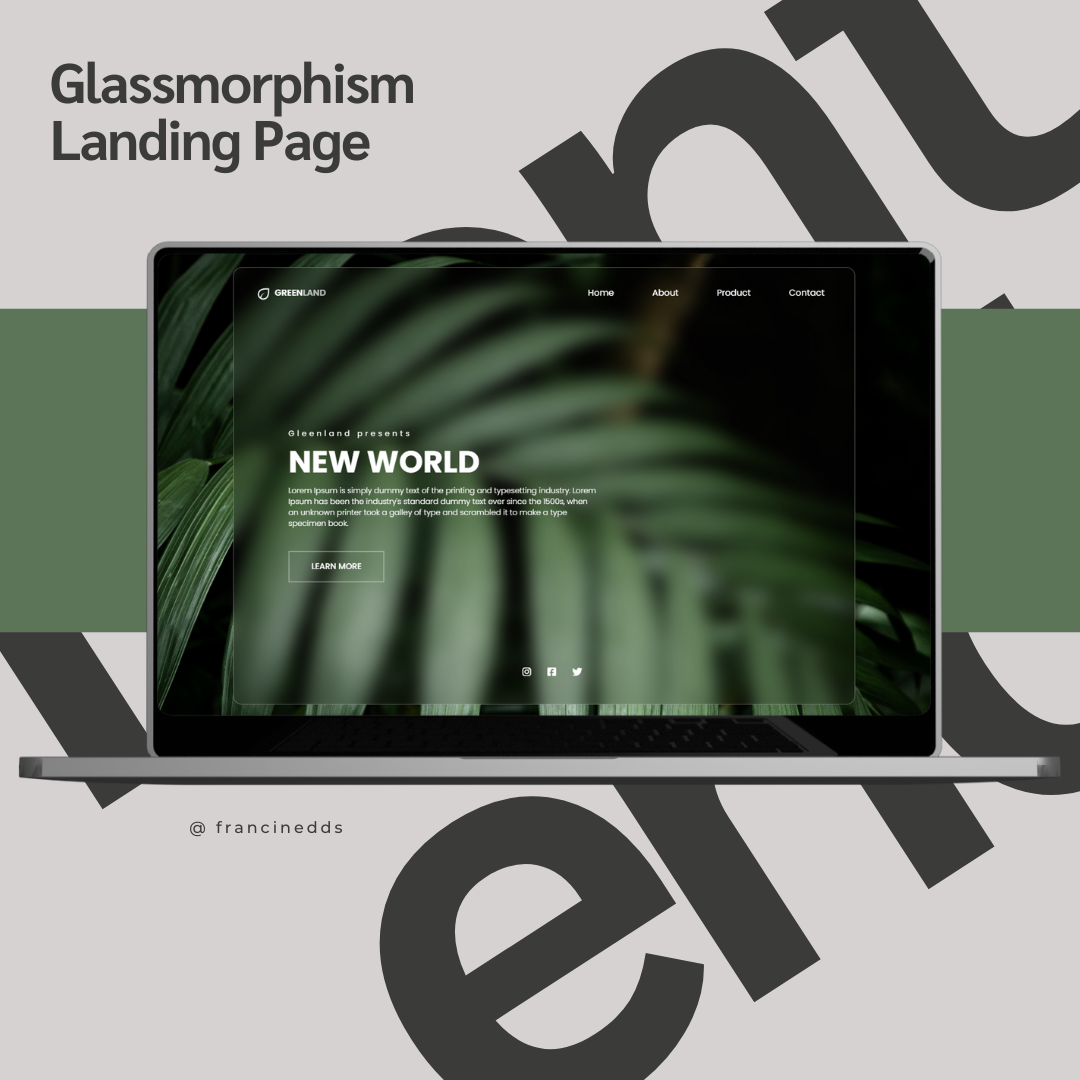 Glassmorphism
Landing Page
GREENLAND
Home About Product Contact
Gleenland presents
NEW WORLD
Lorem Ipsum is simply dummy text of the printing and typesetting industry. Lorem
Ipsum has been the industry's standard dummy text ever since the 1500s, when
an unknown printer took a galley of type and scrambled it to make a type
specimen book.
LEARN MORE
@ francinedds